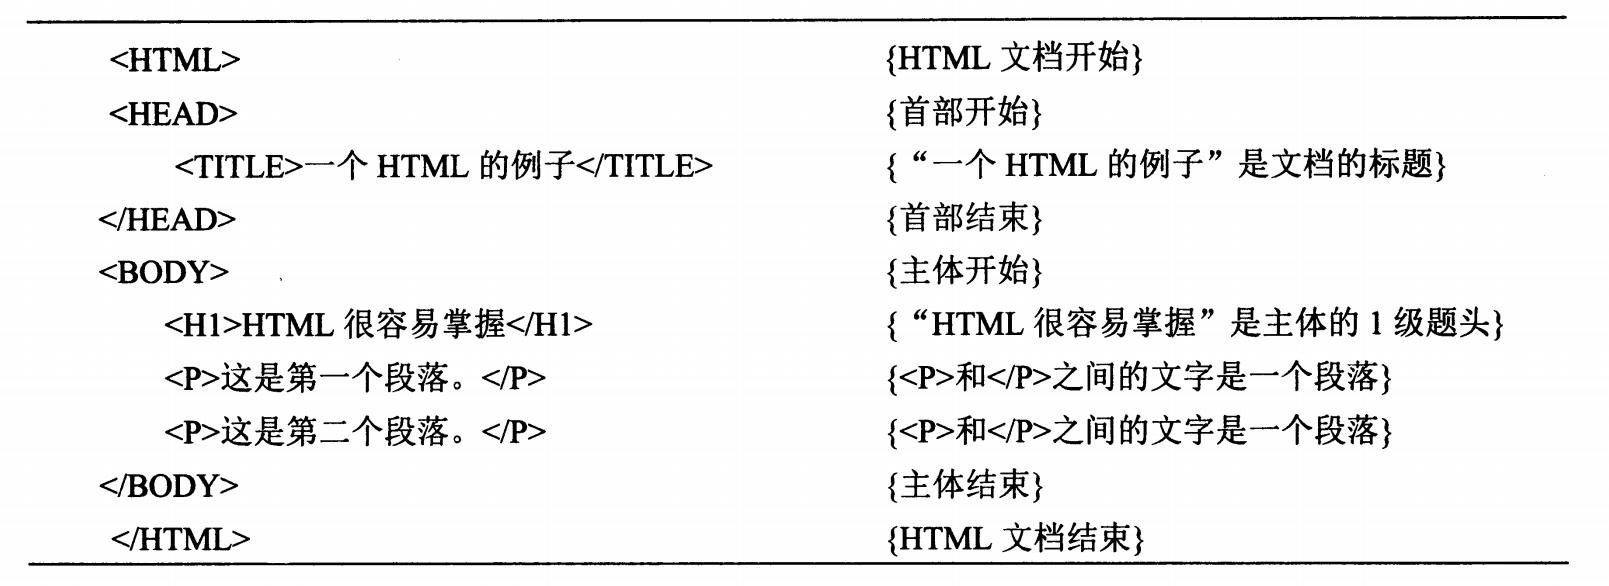 <HTML> {HTML 文档开始}
<HEAD> {首部开始}
<TITLE>一个 HTML 的例子</TITLE> {“一个 HTML 的例子”是文档的标题}
</HEAD> {首部结束}
<BODY> {主体开始}
<H1>HTML 很容易掌握</H1> {“HTML 很容易掌握”是主体的 1 级题头}
<P>这是第一个段落。</P> {<P>和</P>之间的文字是一个段落}
<P>这是第二个段落。</P> {<P>和</P>之间的文字是一个段落}
</BODY> {主体结束}
</HTML> {HTML 文档结束}